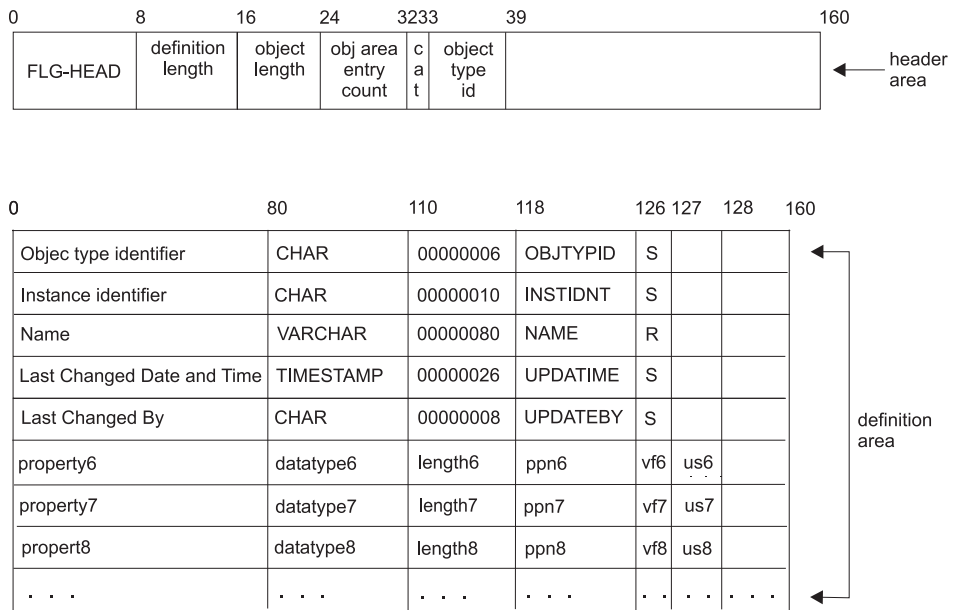 0 8 16 24 3233 39 160
FLG-HEAD
definition
length
object
length
obj area
entry
count
c
a
t
object
type
id
header
area
0 80 110 118 126 127 128 160
Objec type identifier CHAR 00000006 OBJTYPID S
Instance identifier CHAR 00000010 INSTIDNT S
Name VARCHAR 00000080 NAME R
Last Changed Date and Time TIMESTAMP 00000026 UPDATIME S
Last Changed By CHAR 00000008 UPDATEBY S
definition
area
property6 datatype6 length6 ppn6 vf6 us6
property7 datatype7 length7 ppn7 vf7 us7
propert8 datatype8 length8 ppn8 vf8 us8
. . . . . . . . . . . . . . . . . . .